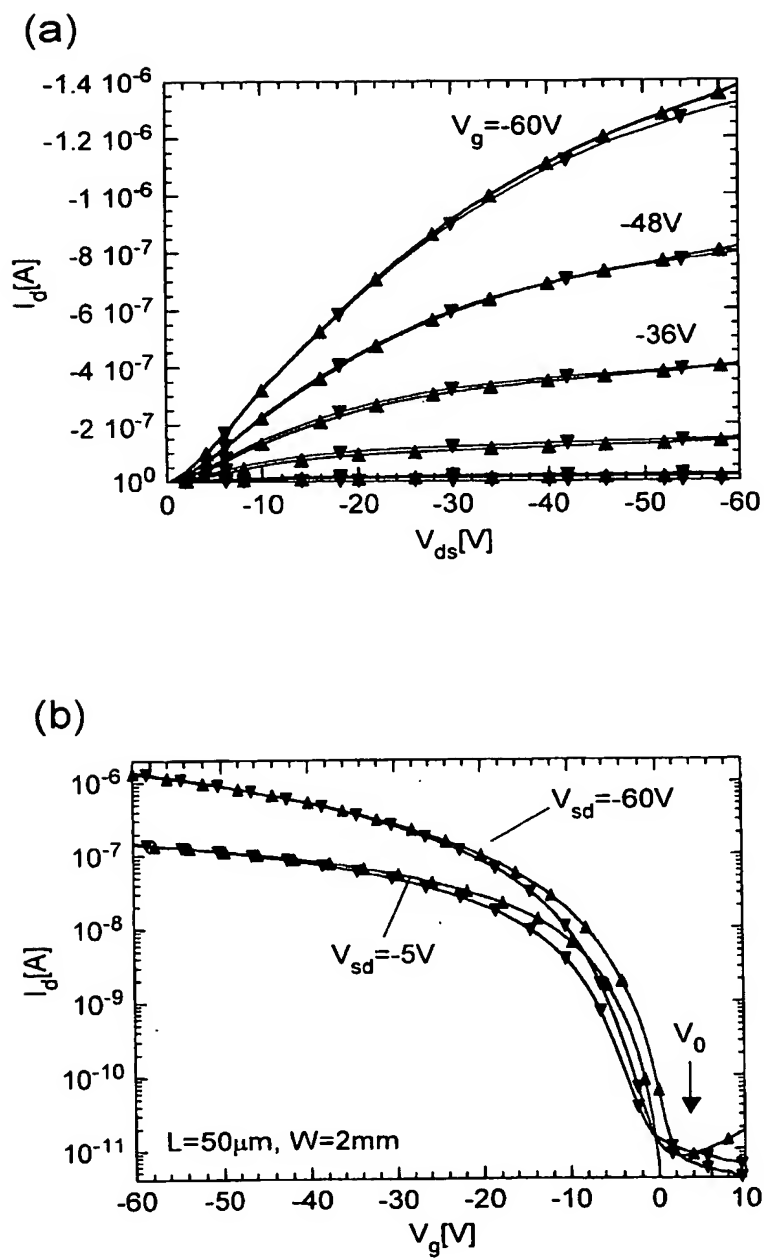 (a)
-1.4 10⁻⁶
-1.2 10⁻⁶
-1 10⁻⁶
-8 10⁻⁷
-6 10⁻⁷
-4 10⁻⁷
-2 10⁻⁷
10⁰
I_d[A]
V_g=-60V
-48V
-36V
0 -10 -20 -30 -40 -50 -60
V_ds[V]
(b)
10⁻⁶
10⁻⁷
10⁻⁸
10⁻⁹
10⁻¹⁰
10⁻¹¹
I_d[A]
V_sd=-60V
V_sd=-5V
V_0
L=50μm, W=2mm
-60 -50 -40 -30 -20 -10 0 10
V_g[V]